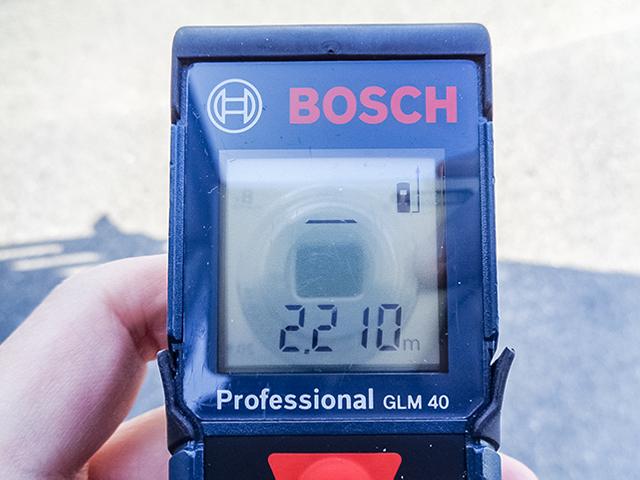 BOSCH
2.210m
Professional GLM 40